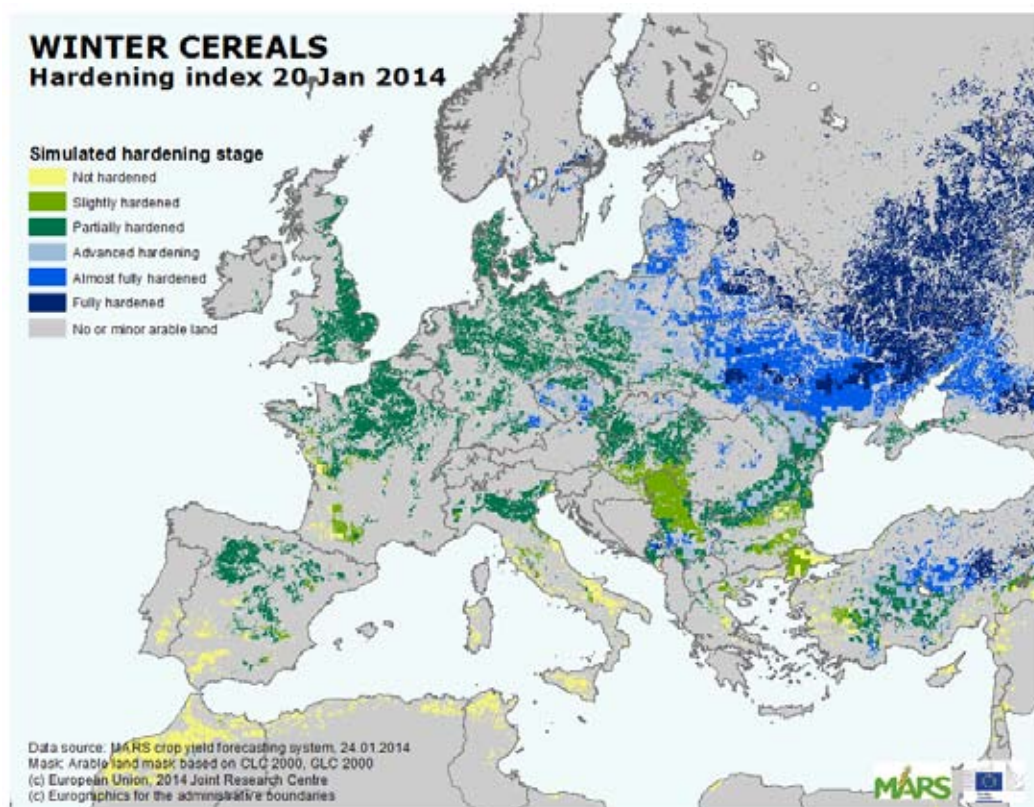 WINTER CEREALS
Hardening index 20 Jan 2014
Simulated hardening stage
Not hardened
Slightly hardened
Partially hardened
Advanced hardening
Almost fully hardened
Fully hardened
No or minor arable land
Data source: MARS crop yield forecasting system, 24.01.2014
Mask: Arable land mask based on CLC 2000, GLC 2000
(c) European Union, 2014 Joint Research Centre
(c) Eurographics for the administrative boundaries
MARS